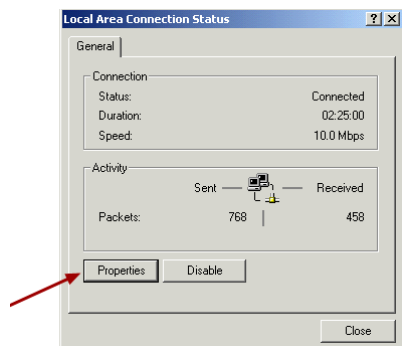 Local Area Connection Status ? X
General
Connection
Status: Connected
Duration: 02:25:00
Speed: 10.0 Mbps
Activity
Sent Received
Packets: 768 458
Properties Disable
Close